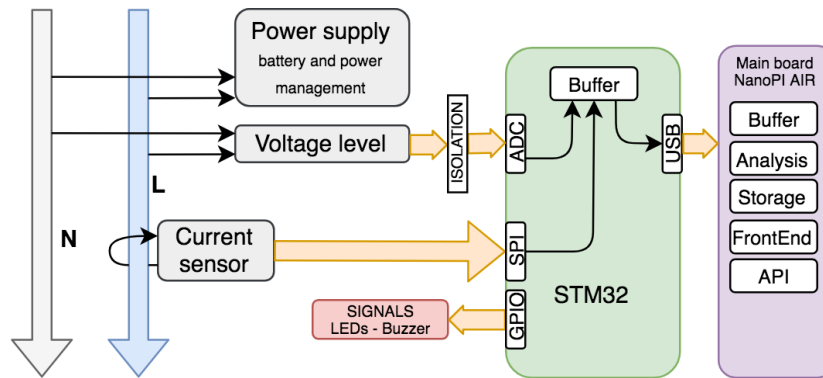 Power supply
battery and power
management
Voltage level
ISOLATION
ADC
Buffer
USB
Main board
NanoPI AIR
Buffer
Analysis
Storage
FrontEnd
API
L
N
Current
sensor
SPI
STM32
GPIO
SIGNALS
LEDs - Buzzer